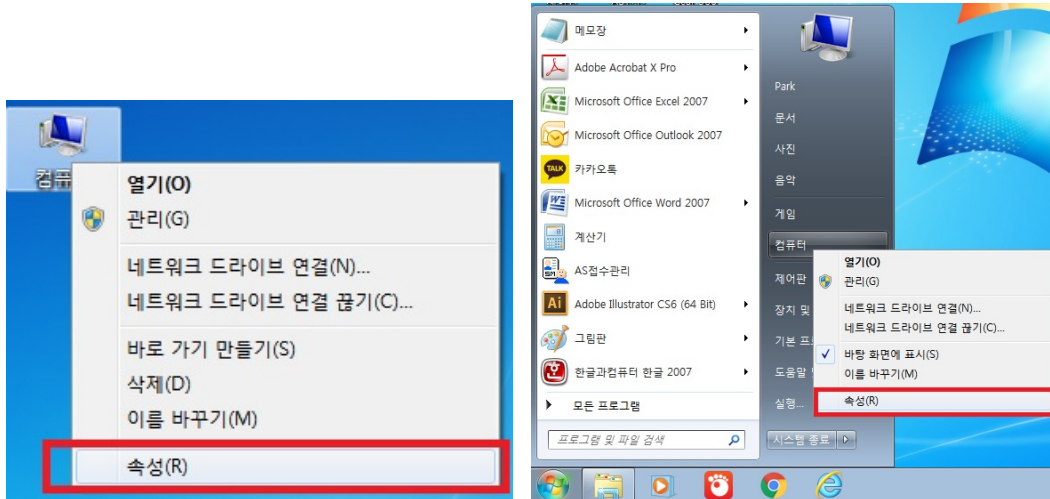 컴퓨
열기(O)
관리(G)
네트워크 드라이브 연결(N)...
네트워크 드라이브 연결 끊기(C)...
바로 가기 만들기(S)
삭제(D)
이름 바꾸기(M)
속성(R)
메모장
Adobe Acrobat X Pro
Microsoft Office Excel 2007
Microsoft Office Outlook 2007
TALK
카카오톡
Microsoft Office Word 2007
계산기
AS접수관리
Ai
Adobe Illustrator CS6 (64 Bit)
그림판
한글과컴퓨터 한글 2007
모든 프로그램
프로그램 및 파일 검색
Park
문서
사진
음악
게임
컴퓨터
제어판
장치 및
기본 프
도움말
실행...
시스템 종료
열기(O)
관리(G)
네트워크 드라이브 연결(N)...
네트워크 드라이브 연결 끊기(C)...
바탕 화면에 표시(S)
이름 바꾸기(M)
속성(R)